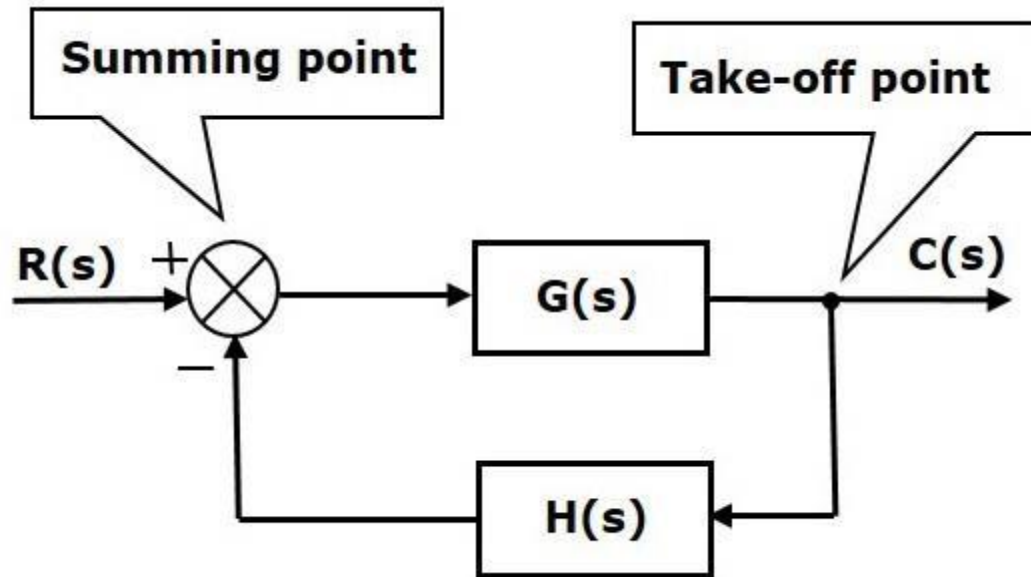 Summing point
Take-off point
R(s)
+
G(s)
C(s)
−
H(s)